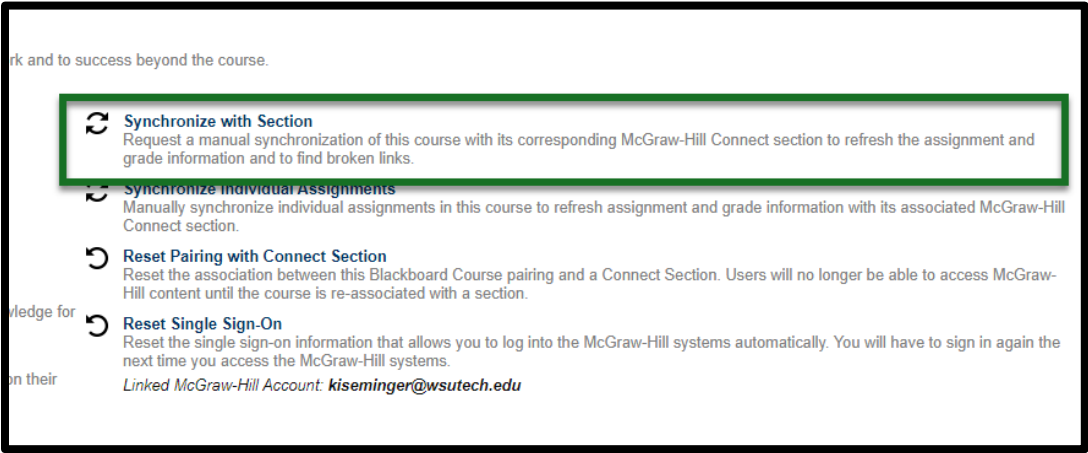 rk and to success beyond the course.
Synchronize with Section
Request a manual synchronization of this course with its corresponding McGraw-Hill Connect section to refresh the assignment and
grade information and to find broken links.
Synchronize Individual Assignments
Manually synchronize individual assignments in this course to refresh assignment and grade information with its associated McGraw-Hill
Connect section.
Reset Pairing with Connect Section
Reset the association between this Blackboard Course pairing and a Connect Section. Users will no longer be able to access McGraw-
Hill content until the course is re-associated with a section.
wledge for
Reset Single Sign-On
Reset the single sign-on information that allows you to log into the McGraw-Hill systems automatically. You will have to sign in again the
next time you access the McGraw-Hill systems.
on their
Linked McGraw-Hill Account: kiseminger@wsutech.edu